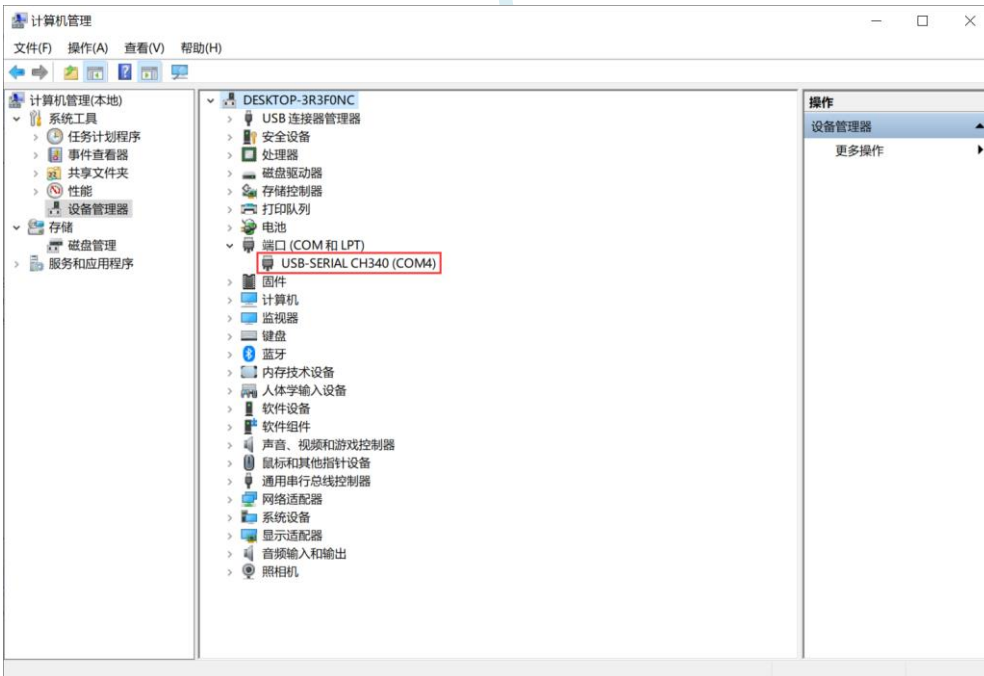 计算机管理
文件(F) 操作(A) 查看(V) 帮助(H)
计算机管理(本地)
系统工具
任务计划程序
事件查看器
共享文件夹
性能
设备管理器
存储
磁盘管理
服务和应用程序
DESKTOP-3R3F0NC
USB 连接器管理器
安全设备
处理器
磁盘驱动器
存储控制器
打印队列
电池
端口 (COM 和 LPT)
USB-SERIAL CH340 (COM4)
固件
计算机
监视器
键盘
蓝牙
内存技术设备
人体学输入设备
软件设备
软件组件
声音、视频和游戏控制器
鼠标和其他指针设备
通用串行总线控制器
网络适配器
系统设备
显示适配器
音频输入和输出
照相机
操作
设备管理器
更多操作